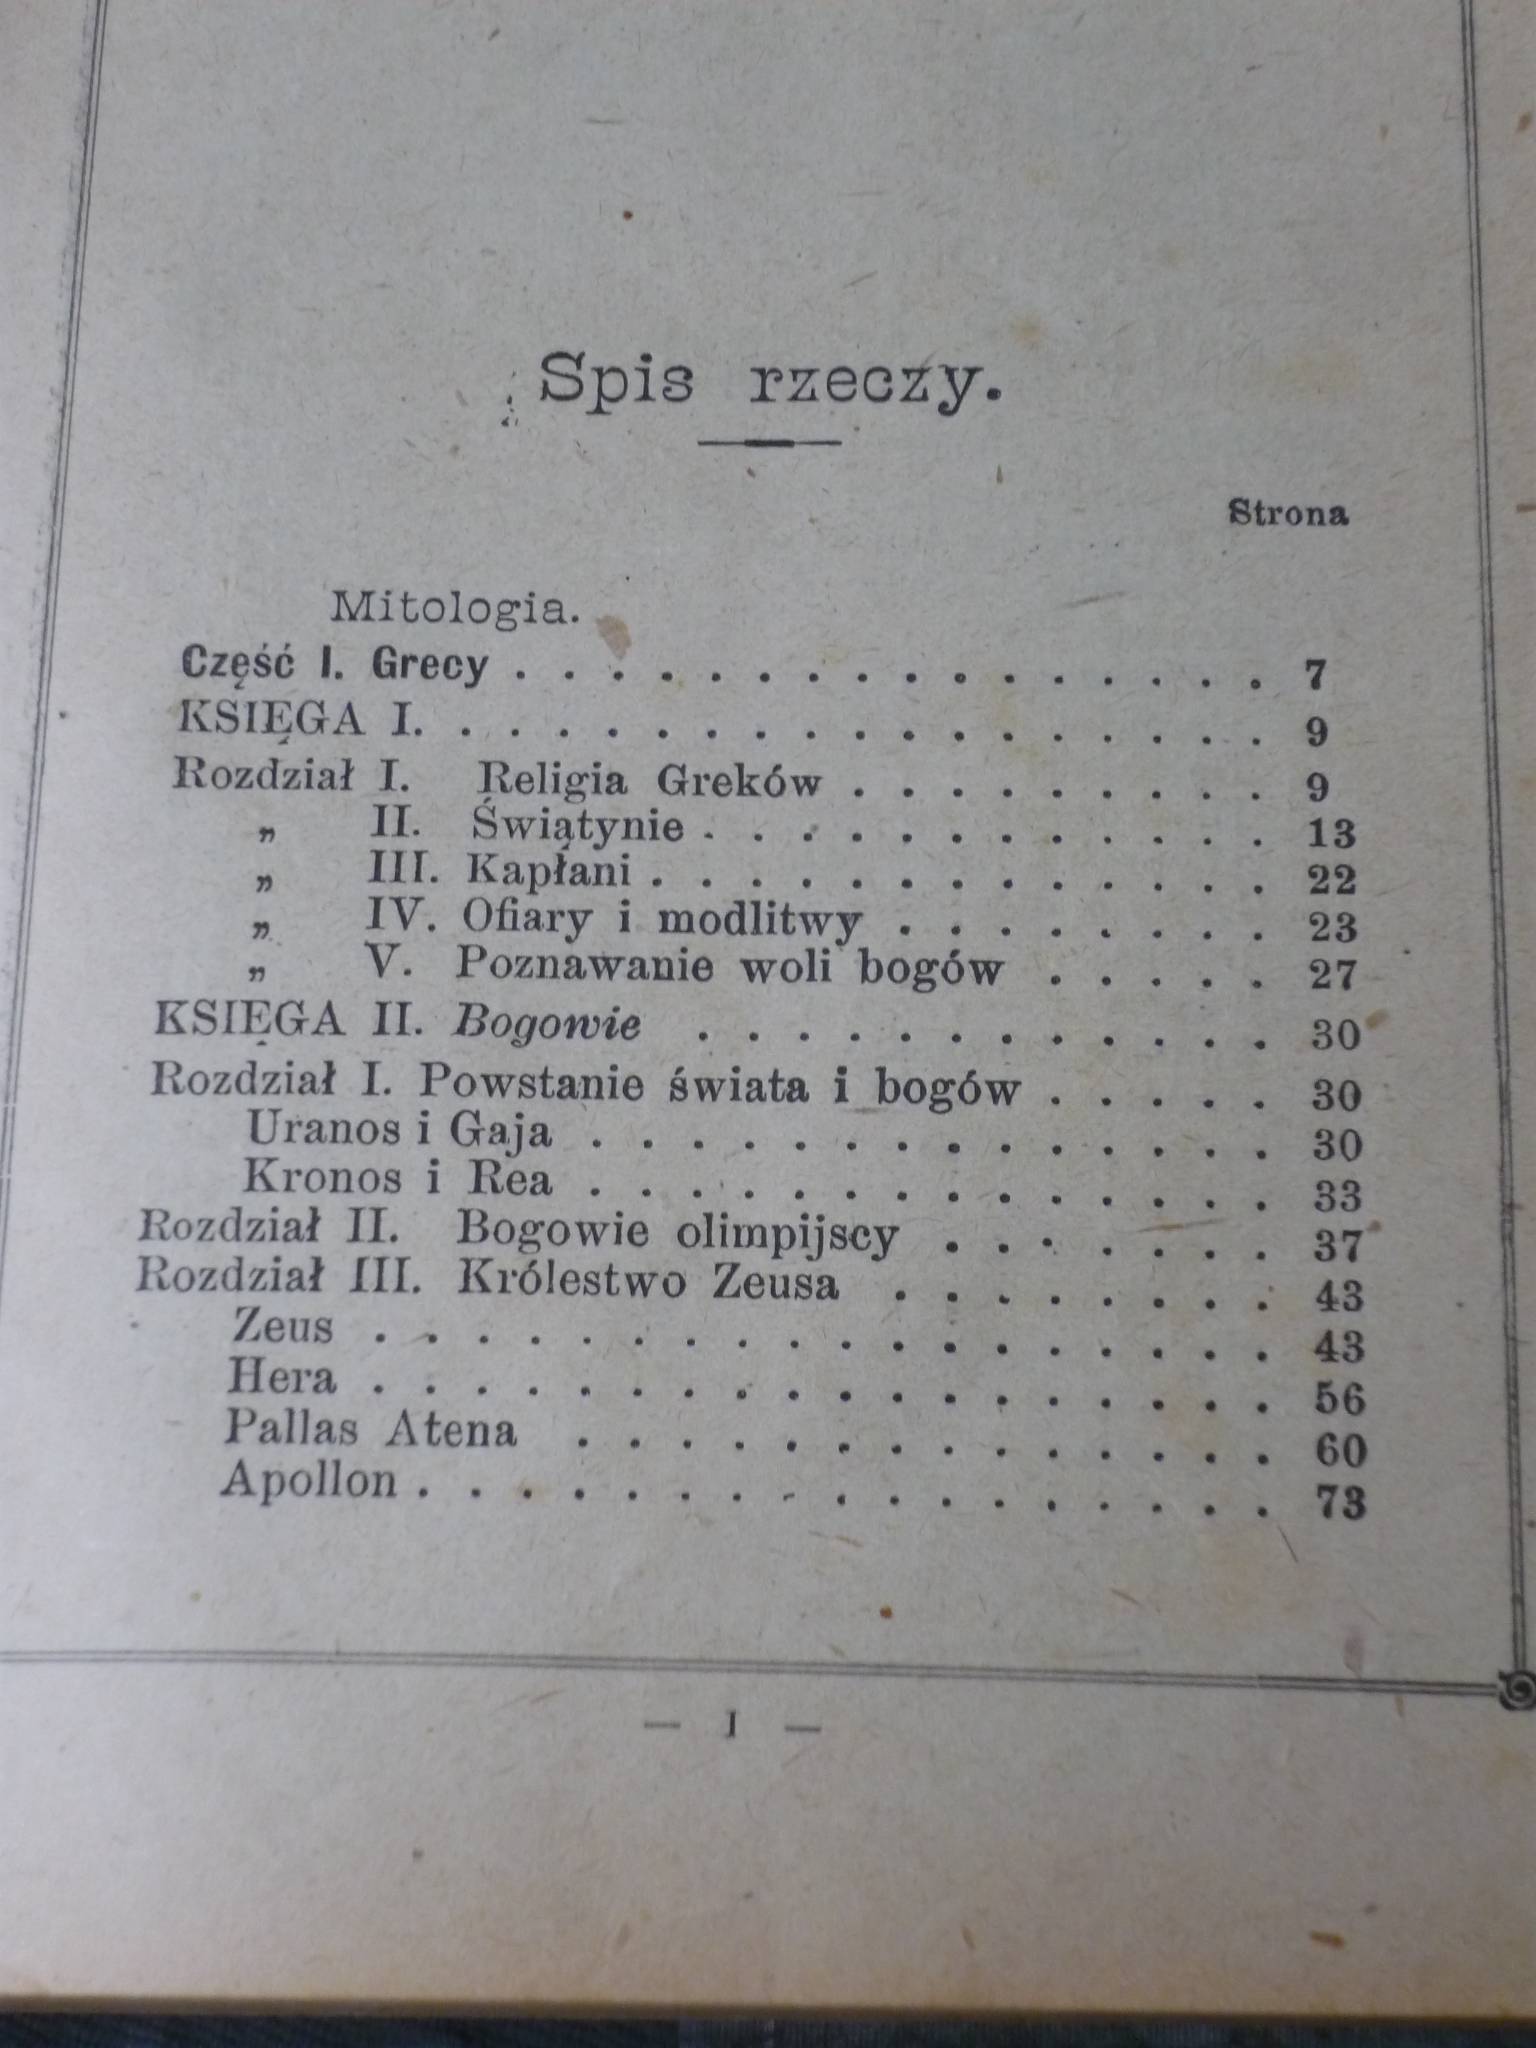 Spis rzeczy.
Strona
Mitologia.
Część I. Grecy . . . . . . . . . . . . . . . . 7
KSIĘGA I. . . . . . . . . . . . . . . . . . 9
Rozdział I. Religia Greków . . . . . . . . . 9
„ II. Świątynie . . . . . . . . . . . . 13
„ III. Kapłani . . . . . . . . . . . . . 22
„ IV. Ofiary i modlitwy . . . . . . . . 23
„ V. Poznawanie woli bogów . . . . . 27
KSIĘGA II. Bogowie . . . . . . . . . . . . 30
Rozdział I. Powstanie świata i bogów . . . . . 30
Uranos i Gaja . . . . . . . . . . . . . . 30
Kronos i Rea . . . . . . . . . . . . . . 33
Rozdział II. Bogowie olimpijscy . . . . . . . 37
Rozdział III. Królestwo Zeusa . . . . . . . . 43
Zeus . . . . . . . . . . . . . . . . . . 43
Hera . . . . . . . . . . . . . . . . . . 56
Pallas Atena . . . . . . . . . . . . . . 60
Apollon . . . . . . . . . . . . . . . . . 73
— I —